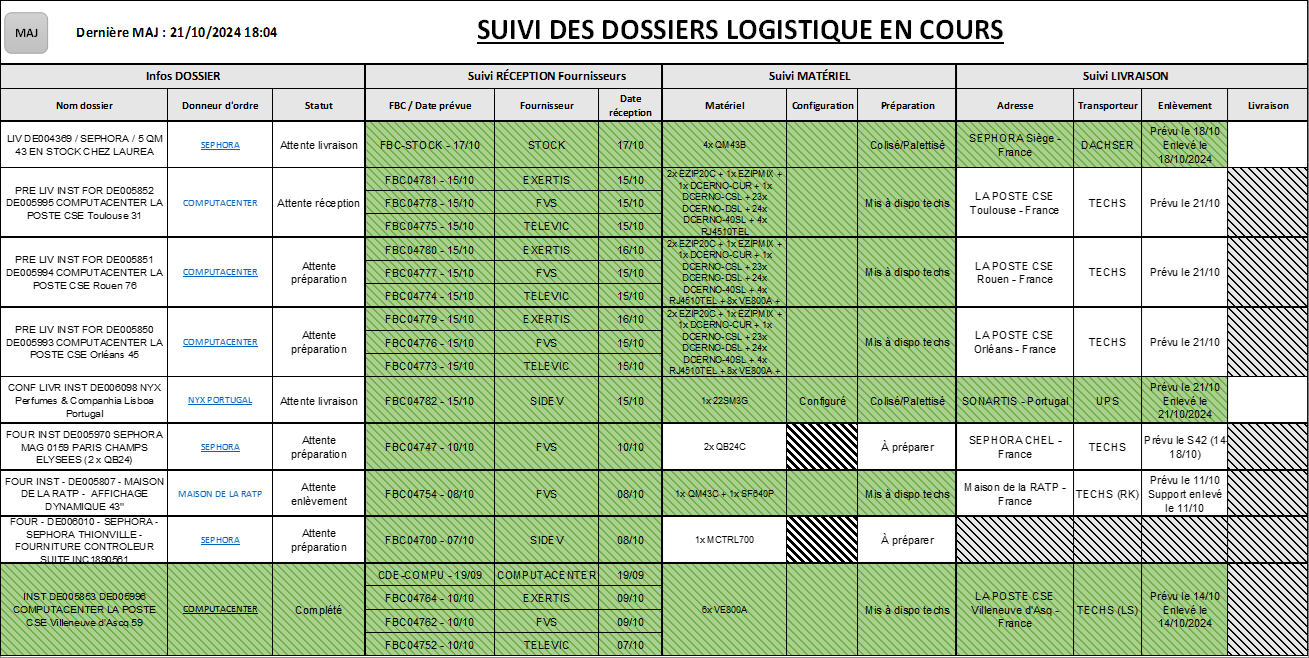 MAJ
Dernière MAJ : 21/10/2024 18:04
SUIVI DES DOSSIERS LOGISTIQUE EN COURS
Infos DOSSIER
Suivi RÉCEPTION Fournisseurs
Suivi MATÉRIEL
Suivi LIVRAISON
Nom dossier
Donneur d'ordre
Statut
FBC / Date prévue
Fournisseur
Date
réception
Matériel
Configuration
Préparation
Adresse
Transporteur
Enlèvement
Livraison
LIV DE004369 / SEPHORA / 5 QM
43 EN STOCK CHEZ LAUREA
SEPHORA
Attente livraison
FBC-STOCK - 17/10
STOCK
17/10
4x QM43B
Colisé/Palettisé
SEPHORA Siège -
France
DACHSER
Prévu le 18/10
Enlevé le
18/10/2024
PRE LIV INST FOR DE005852
DE005995 COMPUTACENTER LA
POSTE CSE Toulouse 31
COMPUTACENTER
Attente réception
FBC04781 - 15/10
EXERTIS
15/10
FBC04778 - 15/10
FVS
15/10
FBC04775 - 15/10
TELEVIC
15/10
2x EZIP20C + 1x EZIPMIX +
1x DCERNO-CUR + 1x
DCERNO-CSL + 23x
DCERNO-DSL + 24x
DCERNO-40SL + 4x
RJ4510TEL
Mis à dispo techs
LA POSTE CSE
Toulouse - France
TECHS
Prévu le 21/10
PRE LIV INST FOR DE005851
DE005994 COMPUTACENTER LA
POSTE CSE Rouen 76
COMPUTACENTER
Attente
préparation
FBC04780 - 15/10
EXERTIS
16/10
FBC04777 - 15/10
FVS
15/10
FBC04774 - 15/10
TELEVIC
15/10
2x EZIP20C + 1x EZIPMIX +
1x DCERNO-CUR + 1x
DCERNO-CSL + 23x
DCERNO-DSL + 24x
DCERNO-40SL + 4x
RJ4510TEL + 8x VE800A +
Mis à dispo techs
LA POSTE CSE
Rouen - France
TECHS
Prévu le 21/10
PRE LIV INST FOR DE005850
DE005993 COMPUTACENTER LA
POSTE CSE Orléans 45
COMPUTACENTER
Attente
préparation
FBC04779 - 15/10
EXERTIS
16/10
FBC04776 - 15/10
FVS
15/10
FBC04773 - 15/10
TELEVIC
15/10
2x EZIP20C + 1x EZIPMIX +
1x DCERNO-CUR + 1x
DCERNO-CSL + 23x
DCERNO-DSL + 24x
DCERNO-40SL + 4x
RJ4510TEL + 8x VE800A +
Mis à dispo techs
LA POSTE CSE
Orléans - France
TECHS
Prévu le 21/10
CONF LIVR INST DE006098 NYX
Perfumes & Companhia Lisboa
Portugal
NYX PORTUGAL
Attente livraison
FBC04782 - 15/10
SIDEV
15/10
1x 22SM3G
Configuré
Colisé/Palettisé
SONARTIS - Portugal
UPS
Prévu le 21/10
Enlevé le
21/10/2024
FOUR INST DE005970 SEPHORA
MAG 0159 PARIS CHAMPS
ELYSEES (2 x QB24)
SEPHORA
Attente
préparation
FBC04747 - 10/10
FVS
10/10
2x QB24C
À préparer
SEPHORA CHEL -
France
TECHS
Prévu le S42 (14-
18/10)
FOUR INST - DE005807 - MAISON
DE LA RATP - AFFICHAGE
DYNAMIQUE 43"
MAISON DE LA RATP
Attente
enlèvement
FBC04754 - 08/10
FVS
08/10
1x QM43C + 1x SF640P
Mis à dispo techs
Maison de la RATP -
France
TECHS (RK)
Prévu le 11/10
Support enlevé
le 11/10
FOUR - DE006010 - SEPHORA -
SEPHORA THIONVILLE -
FOURNITURE CONTROLEUR
SUITE INC1890561
SEPHORA
Attente
préparation
FBC04700 - 07/10
SIDEV
08/10
1x MCTRL700
À préparer
INST DE005853 DE005996
COMPUTACENTER LA POSTE
CSE Villeneuve d'Ascq 59
COMPUTACENTER
Complété
CDE-COMPU - 19/09
COMPUTACENTER
19/09
FBC04764 - 10/10
EXERTIS
09/10
FBC04762 - 10/10
FVS
09/10
FBC04752 - 10/10
TELEVIC
07/10
6x VE800A
Mis à dispo techs
LA POSTE CSE
Villeneuve d'Asq -
France
TECHS (LS)
Prévu le 14/10
Enlevé le
14/10/2024